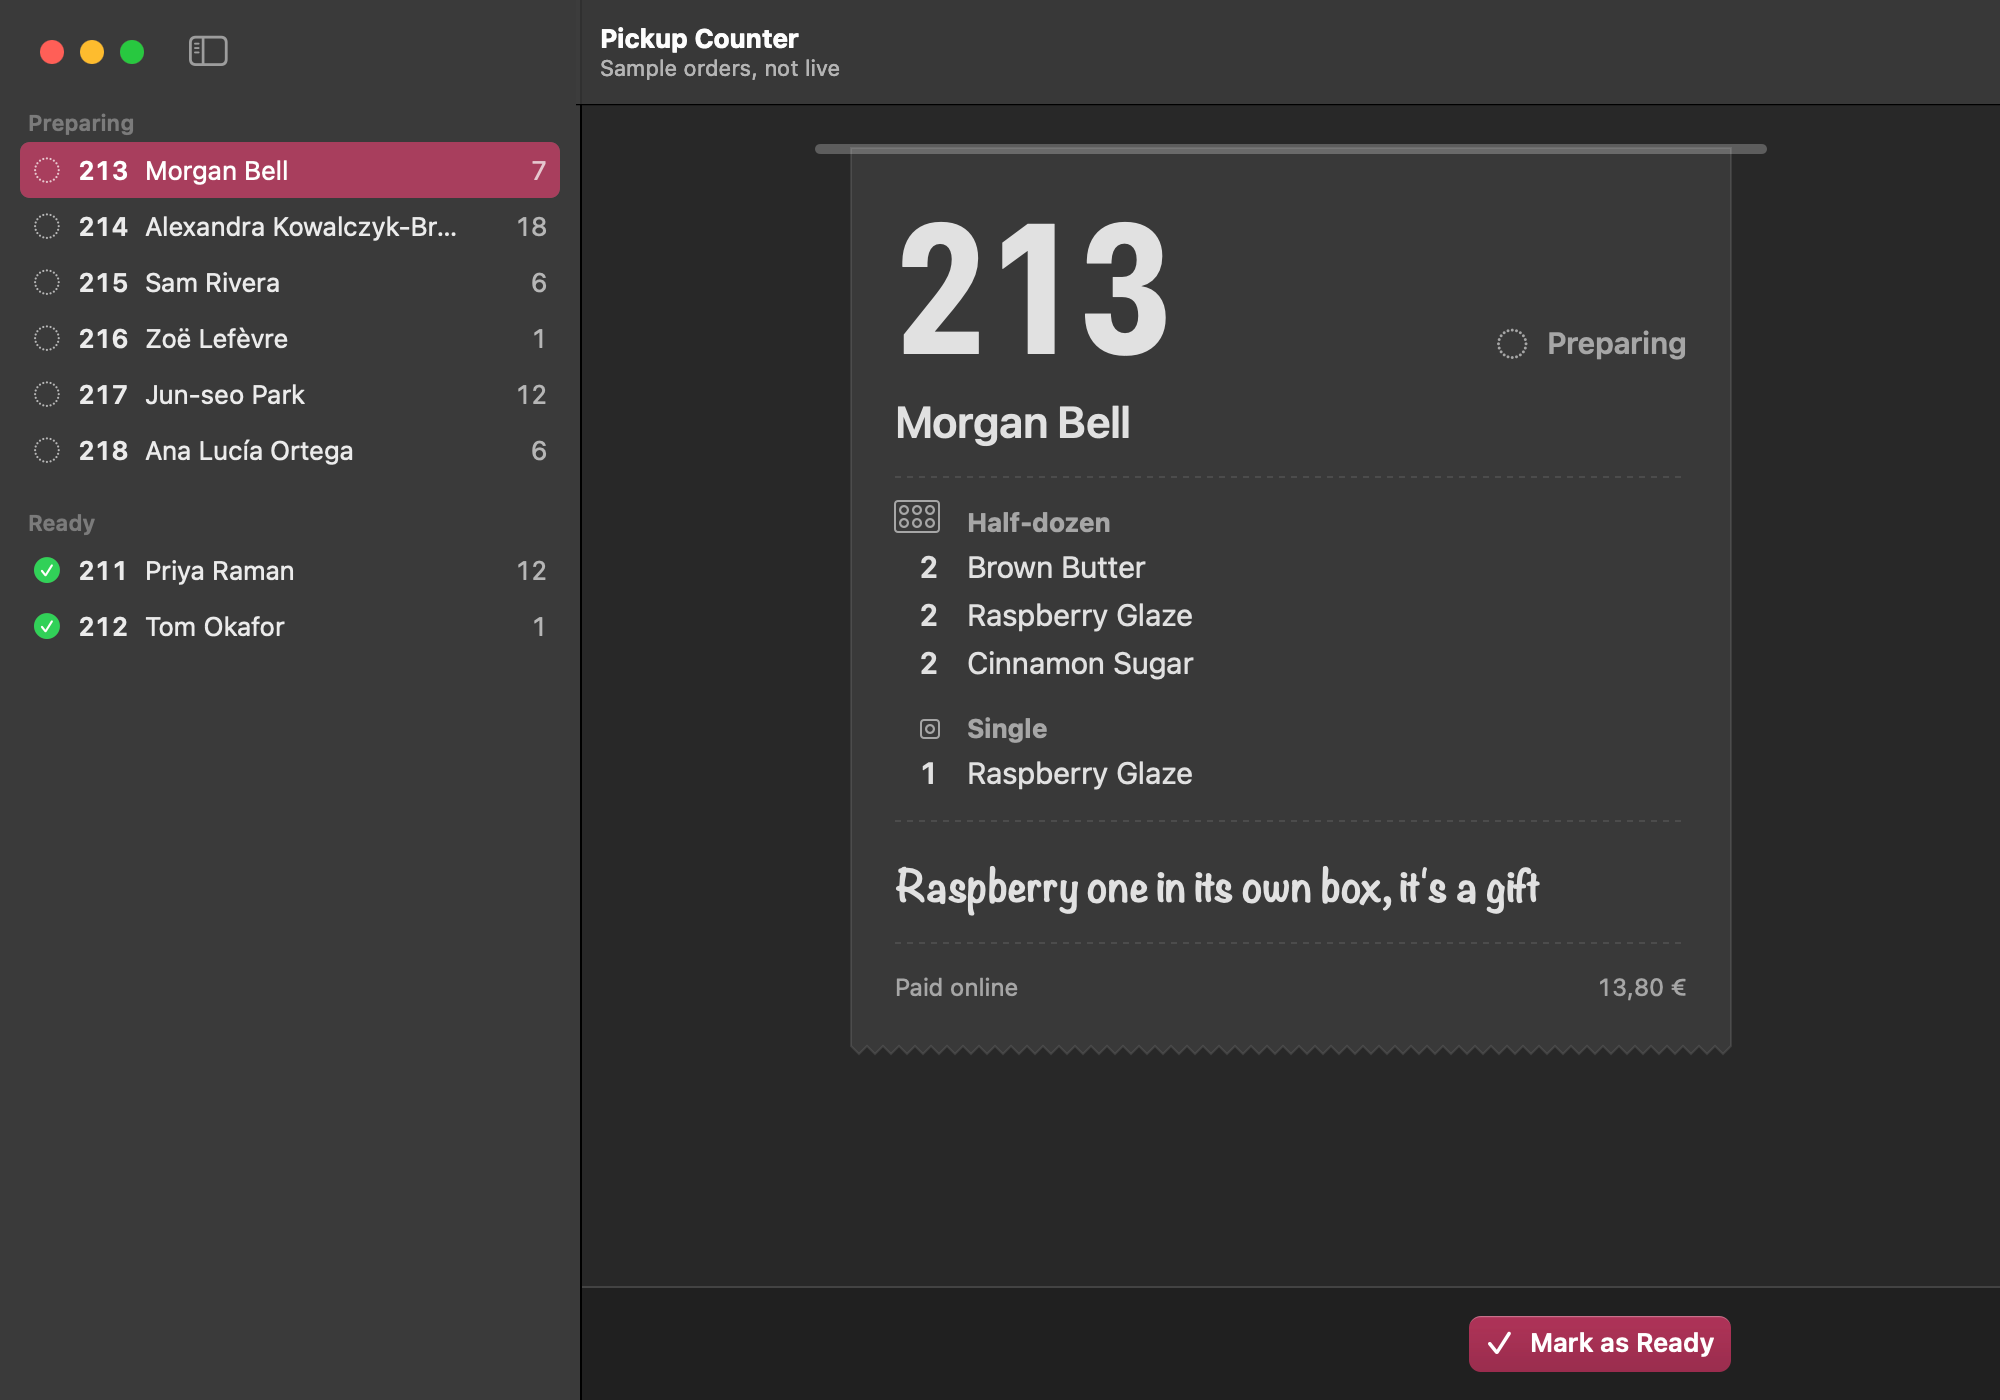 Pickup Counter
Sample orders, not live
Preparing
213 Morgan Bell 7
214 Alexandra Kowalczyk-Br... 18
215 Sam Rivera 6
216 Zoë Lefèvre 1
217 Jun-seo Park 12
218 Ana Lucía Ortega 6
Ready
211 Priya Raman 12
212 Tom Okafor 1
213
Preparing
Morgan Bell
Half-dozen
2 Brown Butter
2 Raspberry Glaze
2 Cinnamon Sugar
Single
1 Raspberry Glaze
Raspberry one in its own box, it's a gift
Paid online 13,80 €
Mark as Ready